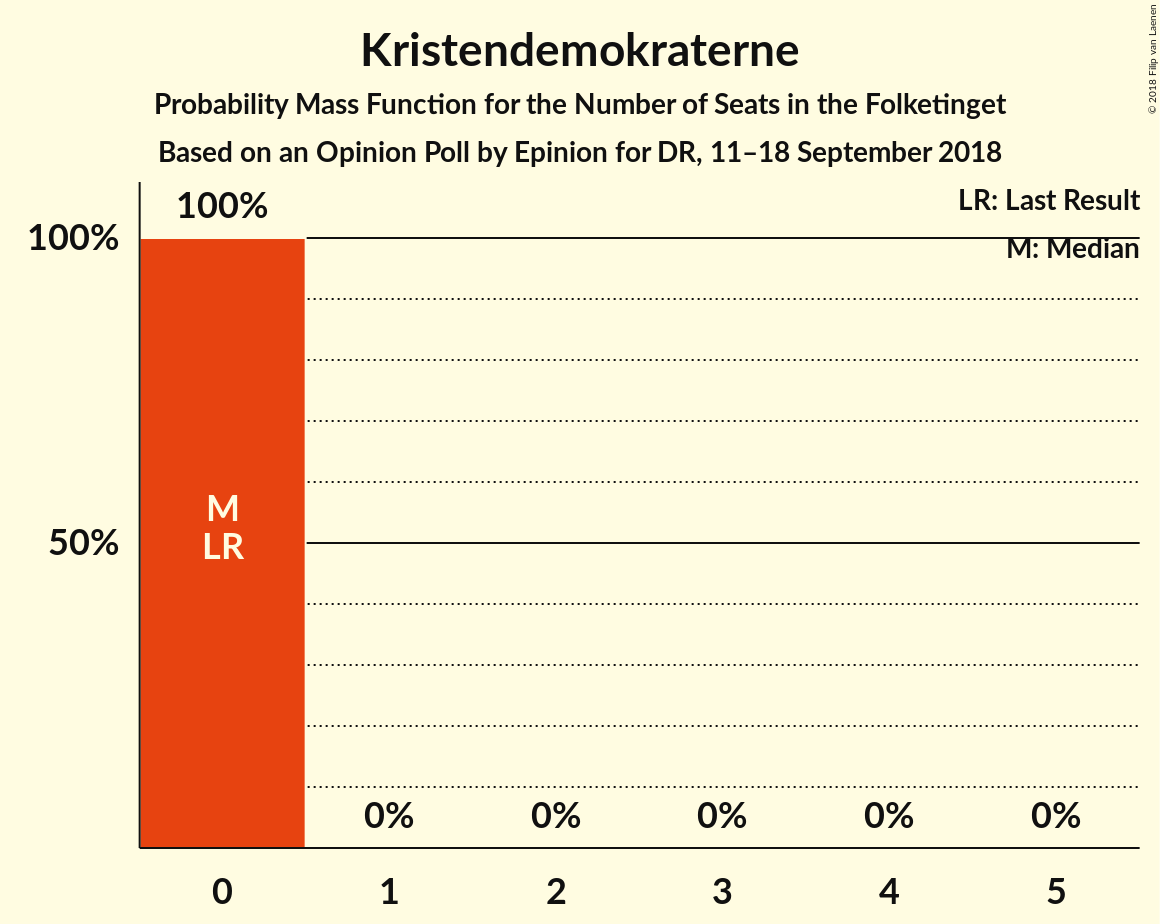 Kristendemokraterne
Probability Mass Function for the Number of Seats in the Folketinget
Based on an Opinion Poll by Epinion for DR, 11–18 September 2018
© 2018 Filip van Laenen
LR: Last Result
M: Median
100%
100%
50%
M
LR
0% 0% 0% 0% 0%
0 1 2 3 4 5